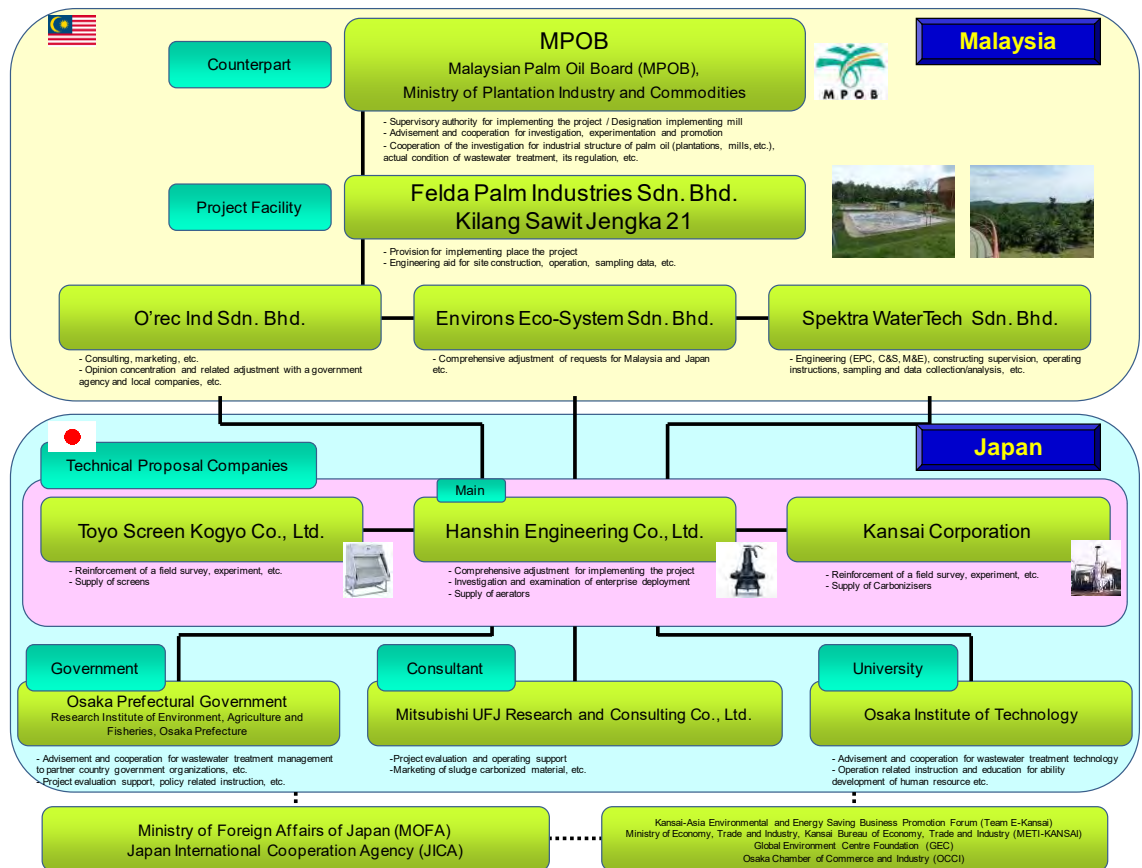 Malaysia
Counterpart
MPOB
Malaysian Palm Oil Board (MPOB),
Ministry of Plantation Industry and Commodities
M P O B
- Supervisory authority for implementing the project / Designation implementing mill
- Advisement and cooperation for investigation, experimentation and promotion
- Cooperation of the investigation for industrial structure of palm oil (plantations, mills, etc.),
actual condition of wastewater treatment, its regulation, etc.
Project Facility
Felda Palm Industries Sdn. Bhd.
Kilang Sawit Jengka 21
- Provision for implementing place the project
- Engineering aid for site construction, operation, sampling data, etc.
O'rec Ind Sdn. Bhd.
- Consulting, marketing, etc.
- Opinion concentration and related adjustment with a government
agency and local companies, etc.
Environs Eco-System Sdn. Bhd.
- Comprehensive adjustment of requests for Malaysia and Japan
etc.
Spektra WaterTech Sdn. Bhd.
- Engineering (EPC, C&S, M&E), constructing supervision, operating
instructions, sampling and data collection/analysis, etc.
Japan
Technical Proposal Companies
Toyo Screen Kogyo Co., Ltd.
- Reinforcement of a field survey, experiment, etc.
- Supply of screens
Main
Hanshin Engineering Co., Ltd.
- Comprehensive adjustment for implementing the project
- Investigation and examination of enterprise deployment
- Supply of aerators
Kansai Corporation
- Reinforcement of a field survey, experiment, etc.
- Supply of Carbonizisers
Government
Osaka Prefectural Government
Research Institute of Environment, Agriculture and
Fisheries, Osaka Prefecture
- Advisement and cooperation for wastewater treatment management
to partner country government organizations, etc.
- Project evaluation support, policy related instruction, etc.
Consultant
Mitsubishi UFJ Research and Consulting Co., Ltd.
-Project evaluation and operating support
-Marketing of sludge carbonized material, etc.
University
Osaka Institute of Technology
- Advisement and cooperation for wastewater treatment technology
- Operation related instruction and education for ability
development of human resource etc.
Ministry of Foreign Affairs of Japan (MOFA)
Japan International Cooperation Agency (JICA)
Kansai-Asia Environmental and Energy Saving Business Promotion Forum (Team E-Kansai)
Ministry of Economy, Trade and Industry, Kansai Bureau of Economy, Trade and Industry (METI-KANSAI)
Global Environment Centre Foundation (GEC)
Osaka Chamber of Commerce and Industry (OCCI)